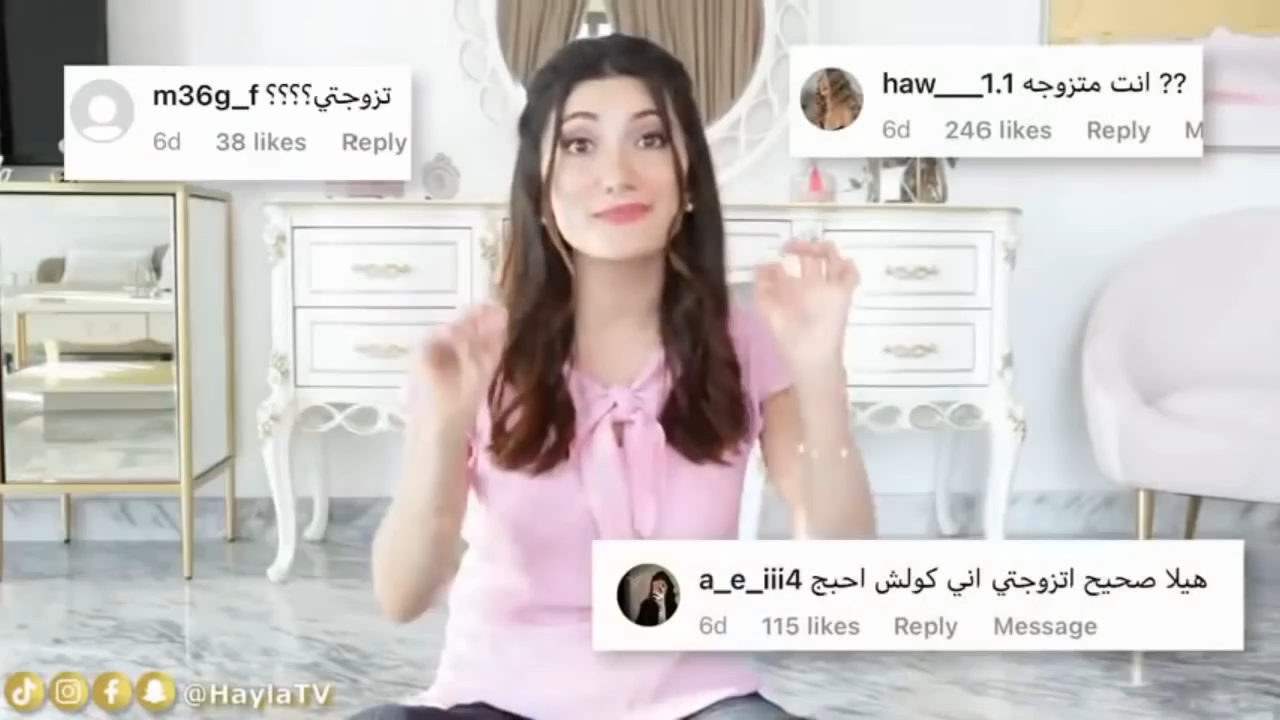 m36g_f تزوجتي؟؟؟؟
6d 38 likes Reply
haw___1.1 انت متزوجه ??
6d 246 likes Reply M
a_e_iii4 هيلا صحيح اتزوجتي اني كولش احبج
6d 115 likes Reply Message
@HaylaTV